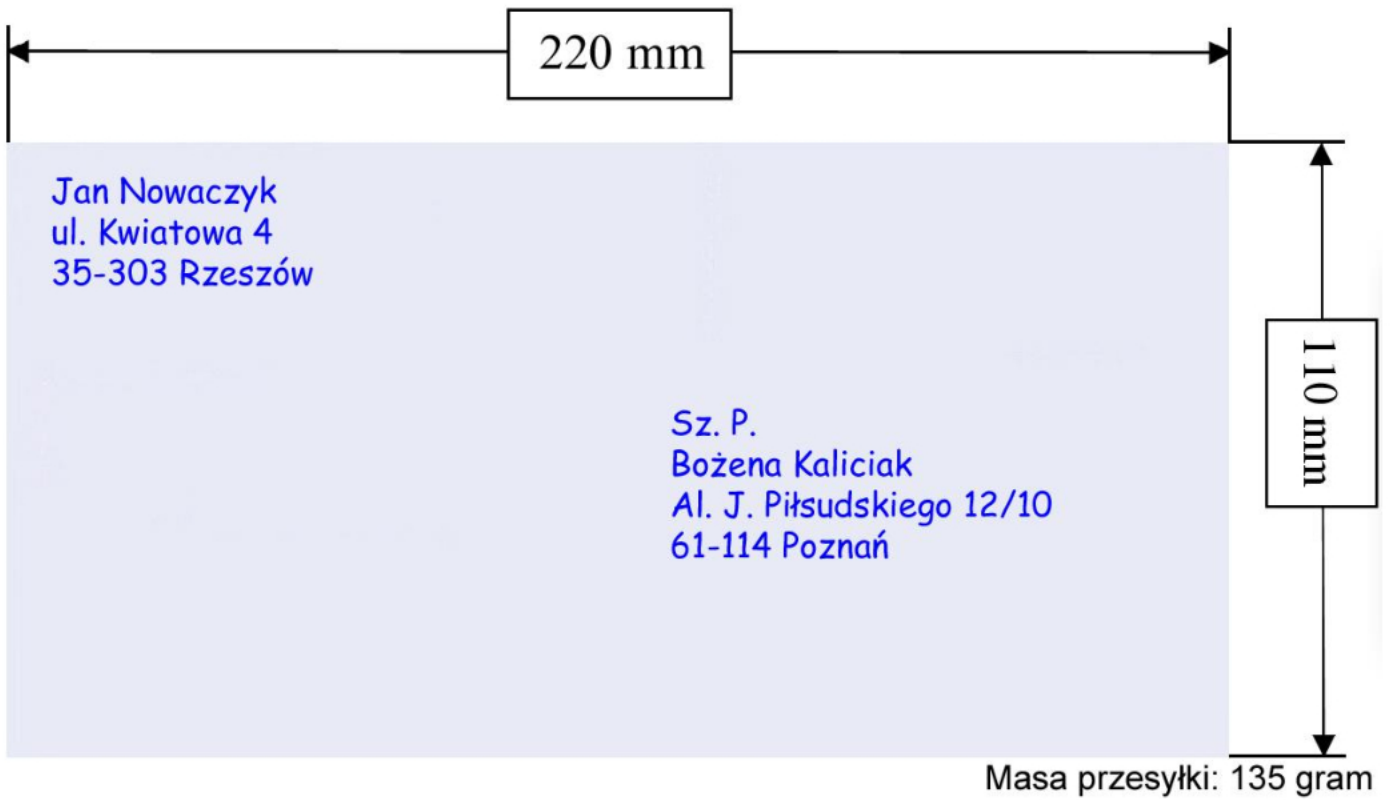 220 mm
Jan Nowaczyk
ul. Kwiatowa 4
35-303 Rzeszów
110 mm
Sz. P.
Bożena Kaliciak
Al. J. Piłsudskiego 12/10
61-114 Poznań
Masa przesyłki: 135 gram